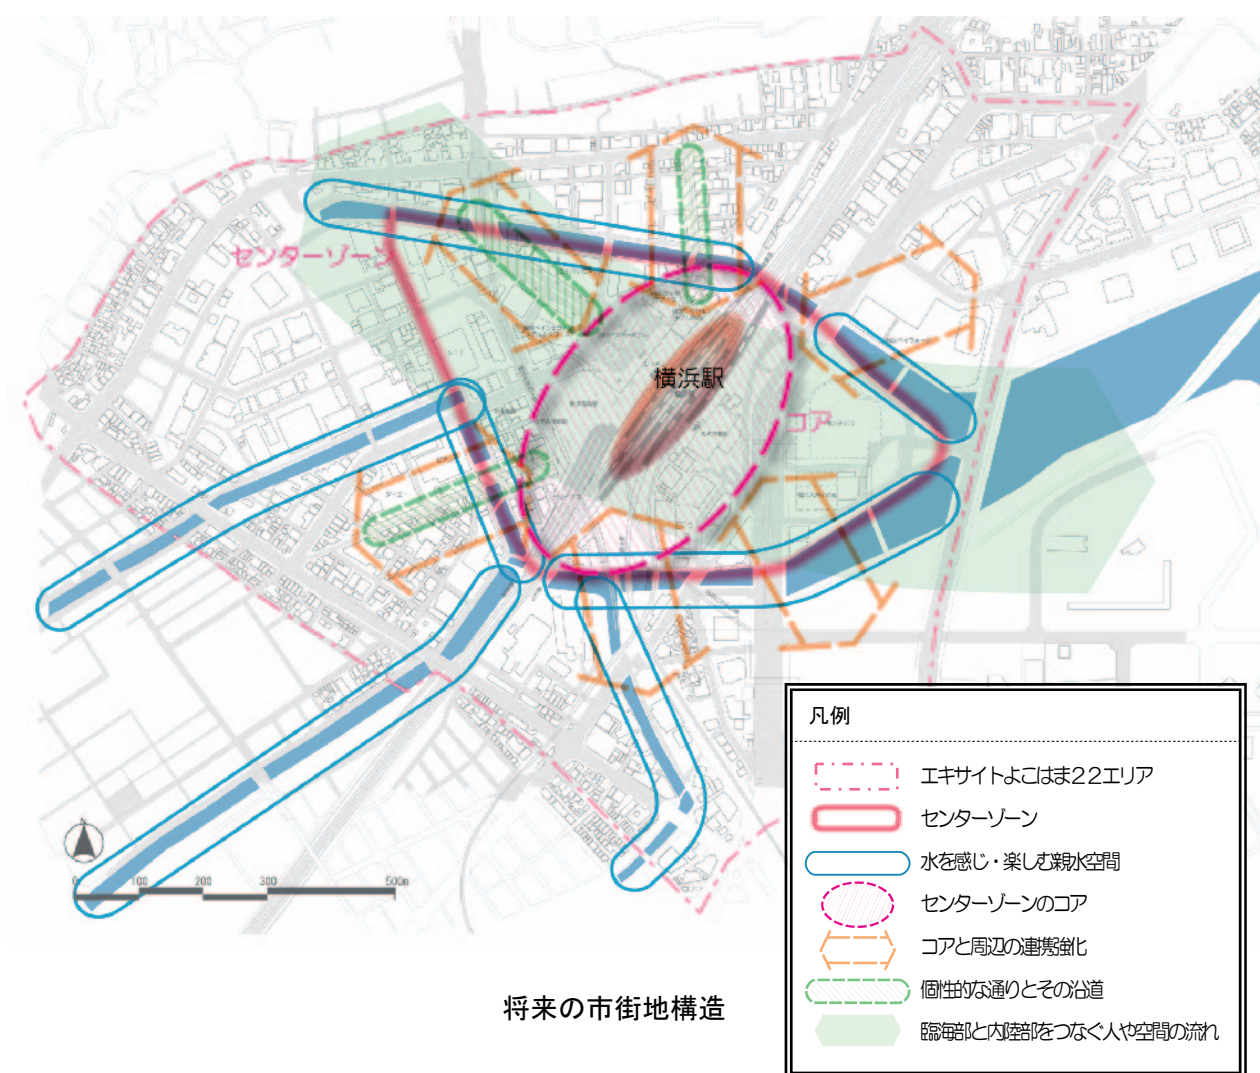 センターゾーン
横浜駅
コア
N
0 100 200 300 500m
将来の市街地構造
凡例
エキサイトよこはま22エリア
センターゾーン
水を感じ・楽しむ親水空間
センターゾーンのコア
コアと周辺の連携強化
個性的な通りとその沿道
臨海部と内陸部をつなぐ人や空間の流れ